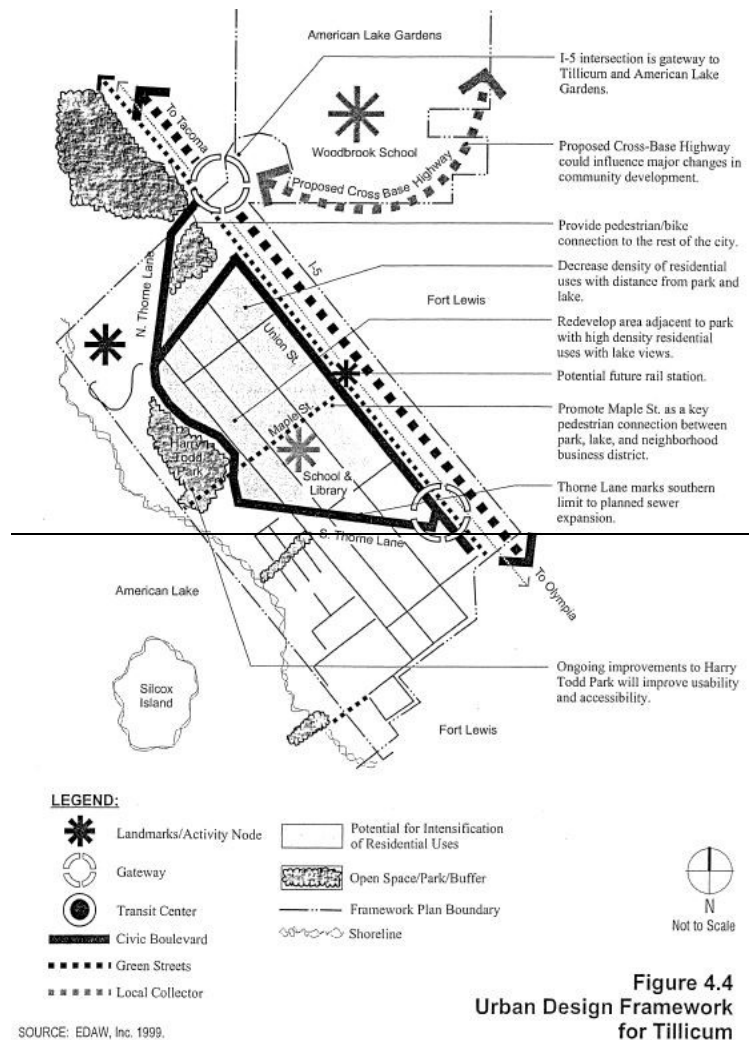 American Lake Gardens
I-5 intersection is gateway to
Tillicum and American Lake
Gardens.
To Tacoma
Woodbrook School
Proposed Cross Base Highway
Proposed Cross-Base Highway
could influence major changes in
community development.
Provide pedestrian/bike
connection to the rest of the city.
N. Thorne Lane
I-5
Decrease density of residential
uses with distance from park and
lake.
Fort Lewis
Union St.
Redevelop area adjacent to park
with high density residential
uses with lake views.
Potential future rail station.
Maple St.
Promote Maple St. as a key
pedestrian connection between
park, lake, and neighborhood
business district.
Harry
Todd
Park
School &
Library
Thorne Lane marks southern
limit to planned sewer
expansion.
S. Thorne Lane
To Olympia
American Lake
Silcox
Island
Ongoing improvements to Harry
Todd Park will improve usability
and accessibility.
Fort Lewis
LEGEND:
Landmarks/Activity Node
Gateway
Transit Center
Civic Boulevard
Green Streets
Local Collector
Potential for Intensification
of Residential Uses
Open Space/Park/Buffer
Framework Plan Boundary
Shoreline
N
Not to Scale
Figure 4.4
Urban Design Framework
for Tillicum
SOURCE: EDAW, Inc. 1999.